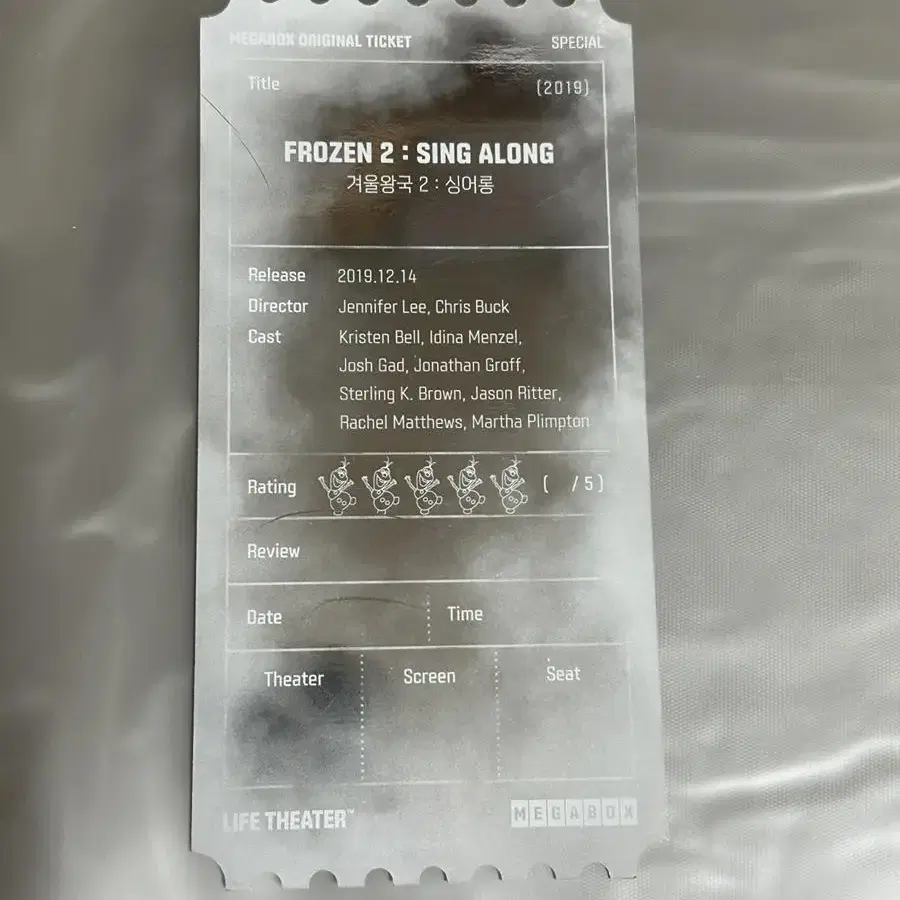 MEGABOX ORIGINAL TICKET SPECIAL
Title (2019)
FROZEN 2 : SING ALONG
겨울왕국 2 : 싱어롱
Release 2019.12.14
Director Jennifer Lee, Chris Buck
Cast Kristen Bell, Idina Menzel,
Josh Gad, Jonathan Groff,
Sterling K. Brown, Jason Ritter,
Rachel Matthews, Martha Plimpton
Rating ( /5)
Review
Date Time
Theater Screen Seat
LIFE THEATER™ MEGABOX